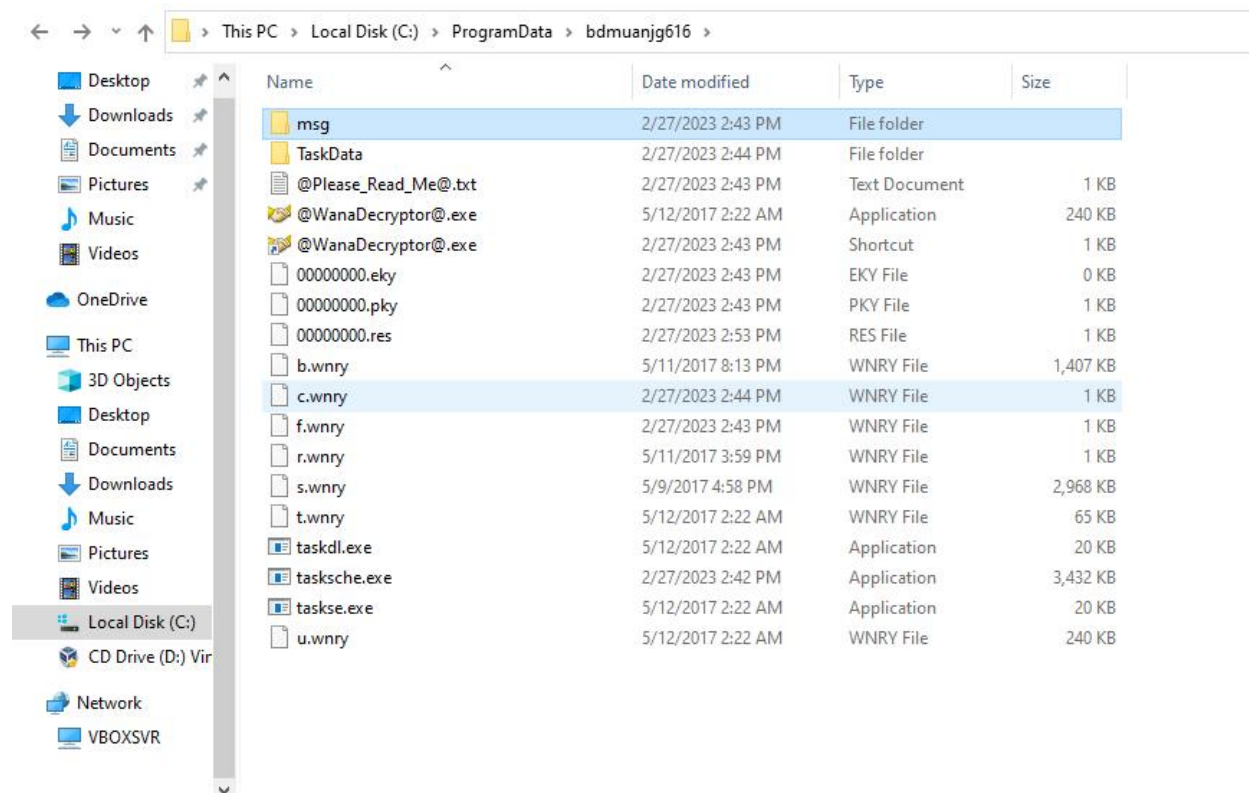 This PC > Local Disk (C:) > ProgramData > bdmuanjg616 >
Desktop
Downloads
Documents
Pictures
Music
Videos
OneDrive
This PC
3D Objects
Desktop
Documents
Downloads
Music
Pictures
Videos
Local Disk (C:)
CD Drive (D:) Vir
Network
VBOXSVR
Name Date modified Type Size
msg 2/27/2023 2:43 PM File folder
TaskData 2/27/2023 2:44 PM File folder
@Please_Read_Me@.txt 2/27/2023 2:43 PM Text Document 1 KB
@WanaDecryptor@.exe 5/12/2017 2:22 AM Application 240 KB
@WanaDecryptor@.exe 2/27/2023 2:43 PM Shortcut 1 KB
00000000.eky 2/27/2023 2:43 PM EKY File 0 KB
00000000.pky 2/27/2023 2:43 PM PKY File 1 KB
00000000.res 2/27/2023 2:53 PM RES File 1 KB
b.wnry 5/11/2017 8:13 PM WNRY File 1,407 KB
c.wnry 2/27/2023 2:44 PM WNRY File 1 KB
f.wnry 2/27/2023 2:43 PM WNRY File 1 KB
r.wnry 5/11/2017 3:59 PM WNRY File 1 KB
s.wnry 5/9/2017 4:58 PM WNRY File 2,968 KB
t.wnry 5/12/2017 2:22 AM WNRY File 65 KB
taskdl.exe 5/12/2017 2:22 AM Application 20 KB
tasksche.exe 2/27/2023 2:42 PM Application 3,432 KB
taskse.exe 5/12/2017 2:22 AM Application 20 KB
u.wnry 5/12/2017 2:22 AM WNRY File 240 KB